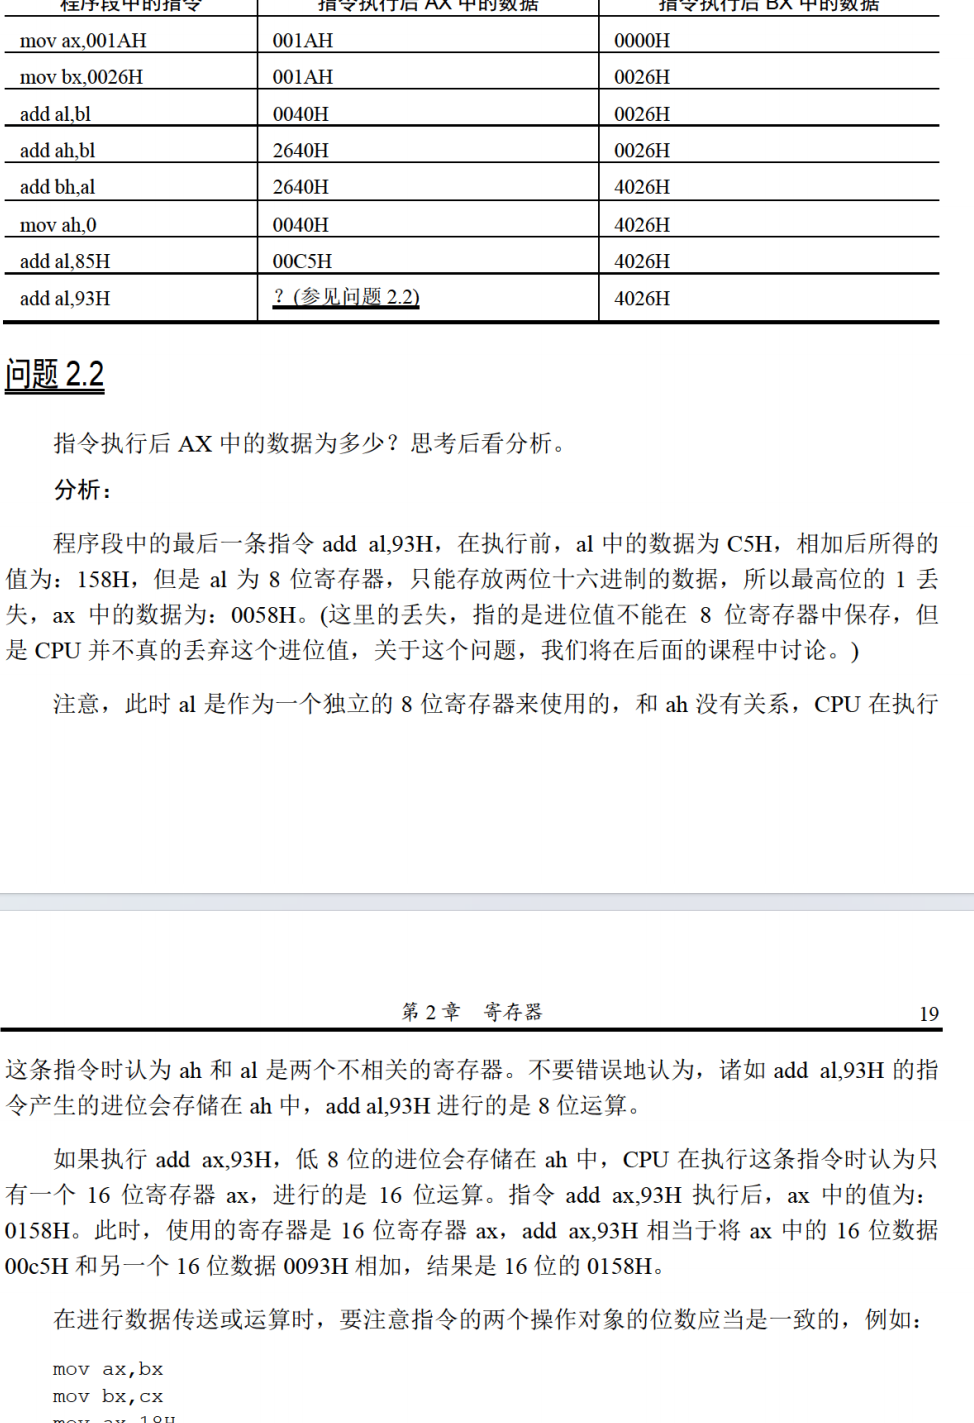 程序段中的指令 指令执行后 AX 中的数据 指令执行后 BX 中的数据
mov ax,001AH 001AH 0000H
mov bx,0026H 001AH 0026H
add al,bl 0040H 0026H
add ah,bl 2640H 0026H
add bh,al 2640H 4026H
mov ah,0 0040H 4026H
add al,85H 00C5H 4026H
add al,93H ？(参见问题 2.2) 4026H
问题 2.2
指令执行后 AX 中的数据为多少？思考后看分析。
分析：
程序段中的最后一条指令 add al,93H，在执行前，al 中的数据为 C5H，相加后所得的
值为：158H，但是 al 为 8 位寄存器，只能存放两位十六进制的数据，所以最高位的 1 丢
失，ax 中的数据为：0058H。(这里的丢失，指的是进位值不能在 8 位寄存器中保存，但
是 CPU 并不真的丢弃这个进位值，关于这个问题，我们将在后面的课程中讨论。)
注意，此时 al 是作为一个独立的 8 位寄存器来使用的，和 ah 没有关系，CPU 在执行
第 2 章 寄存器 19
这条指令时认为 ah 和 al 是两个不相关的寄存器。不要错误地认为，诸如 add al,93H 的指
令产生的进位会存储在 ah 中，add al,93H 进行的是 8 位运算。
如果执行 add ax,93H，低 8 位的进位会存储在 ah 中，CPU 在执行这条指令时认为只
有一个 16 位寄存器 ax，进行的是 16 位运算。指令 add ax,93H 执行后，ax 中的值为：
0158H。此时，使用的寄存器是 16 位寄存器 ax，add ax,93H 相当于将 ax 中的 16 位数据
00c5H 和另一个 16 位数据 0093H 相加，结果是 16 位的 0158H。
在进行数据传送或运算时，要注意指令的两个操作对象的位数应当是一致的，例如：
mov ax,bx
mov bx,cx
mov ax,18H